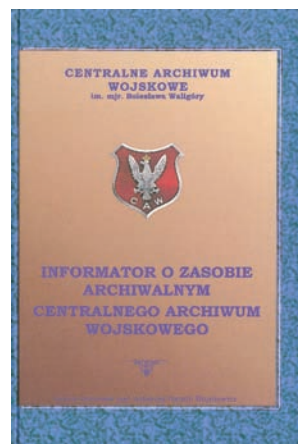 CENTRALNE ARCHIWUM
WOJSKOWE
im. mjr. Bolesława Waligóry
CAW
INFORMATOR O ZASOBIE
ARCHIWALNYM
CENTRALNEGO ARCHIWUM
WOJSKOWEGO